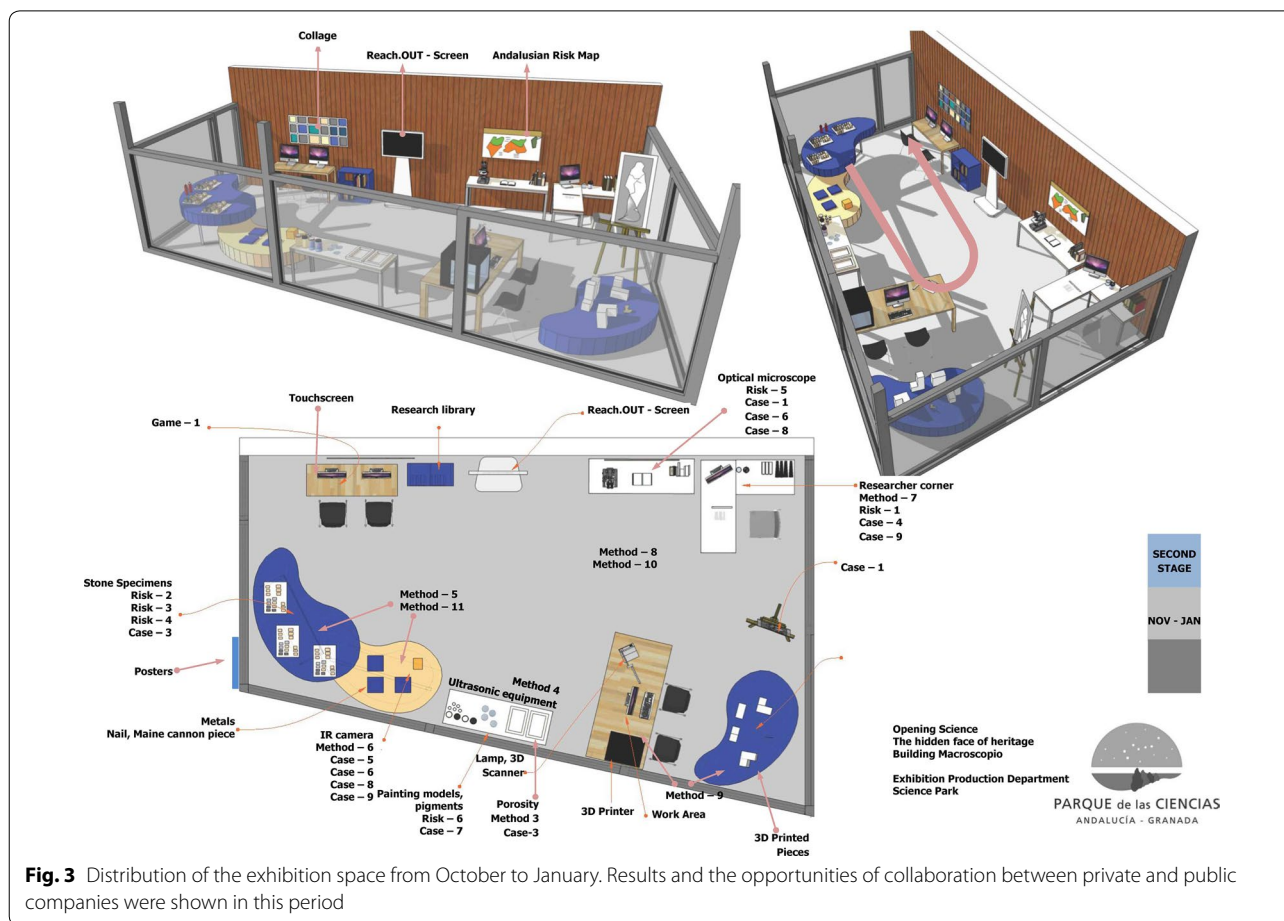 Collage
Reach.OUT - Screen
Andalusian Risk Map
Touchscreen
Game – 1
Research library
Reach.OUT - Screen
Optical microscope
Risk – 5
Case – 1
Case – 6
Case – 8
Researcher corner
Method – 7
Risk – 1
Case – 4
Case – 9
Method – 8
Method – 10
Case – 1
Stone Specimens
Risk – 2
Risk – 3
Risk – 4
Case – 3
Method – 5
Method – 11
Posters
Metals
Nail, Maine cannon piece
IR camera
Method – 6
Case – 5
Case – 6
Case – 8
Case – 9
Method 4
Ultrasonic equipment
Painting models,
pigments
Risk – 6
Case – 7
Lamp, 3D
Scanner
Porosity
Method 3
Case-3
3D Printer
Work Area
Method – 9
3D Printed
Pieces
SECOND
STAGE
NOV - JAN
Opening Science
The hidden face of heritage
Building Macroscopio
Exhibition Production Department
Science Park
PARQUE de las CIENCIAS
ANDALUCÍA - GRANADA
Fig. 3 Distribution of the exhibition space from October to January. Results and the opportunities of collaboration between private and public
companies were shown in this period